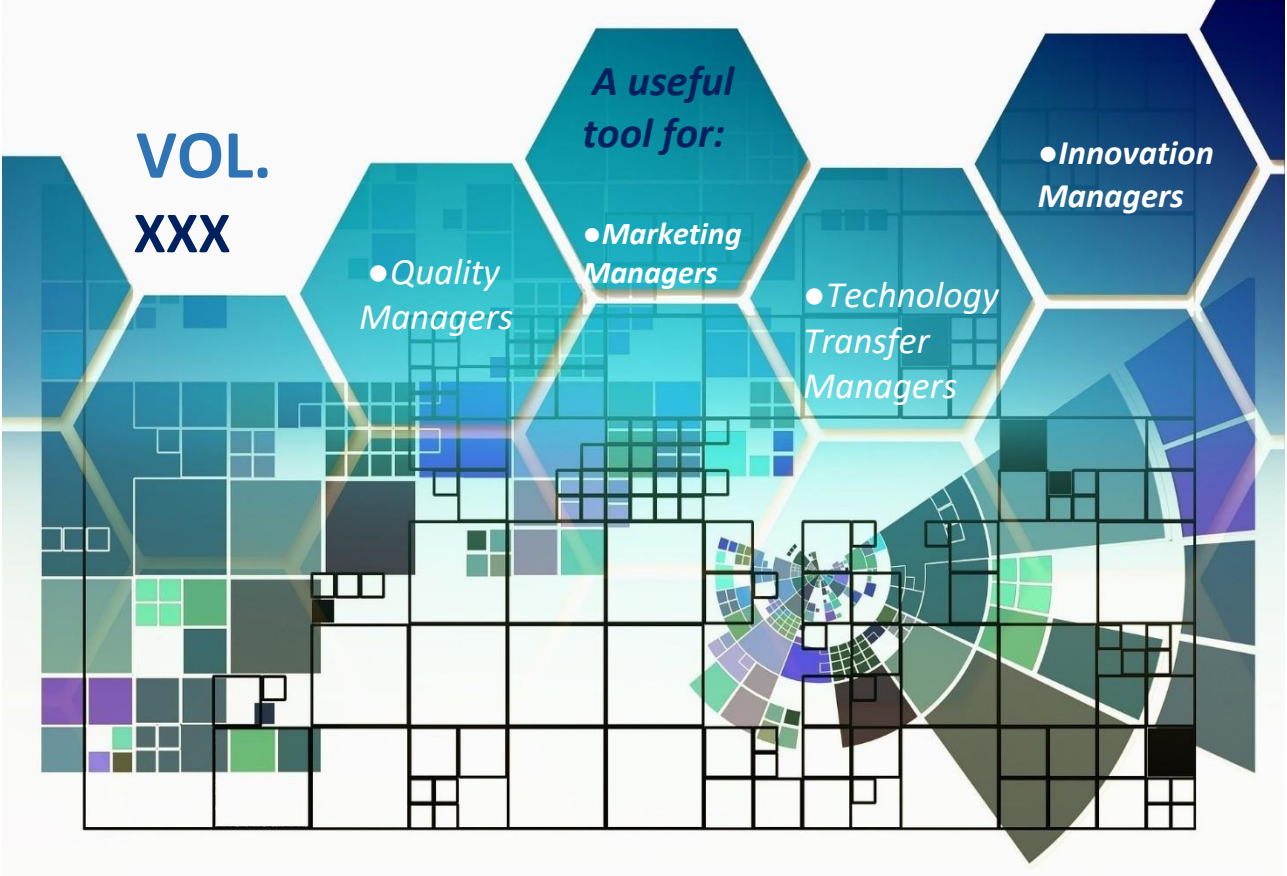 VOL.
XXX
A useful
tool for:
●Quality
Managers
●Marketing
Managers
●Technology
Transfer
Managers
●Innovation
Managers